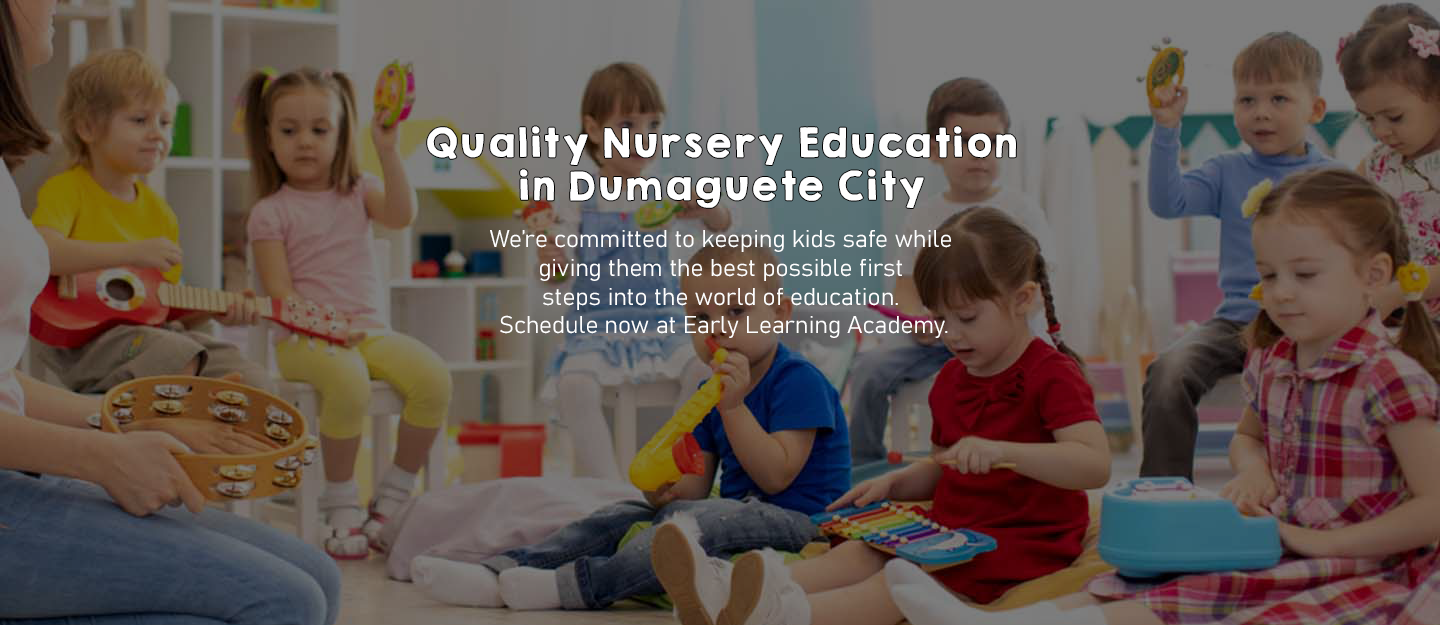 Quality Nursery Education
in Dumaguete City
We're committed to keeping kids safe while
giving them the best possible first
steps into the world of education.
Schedule now at Early Learning Academy.